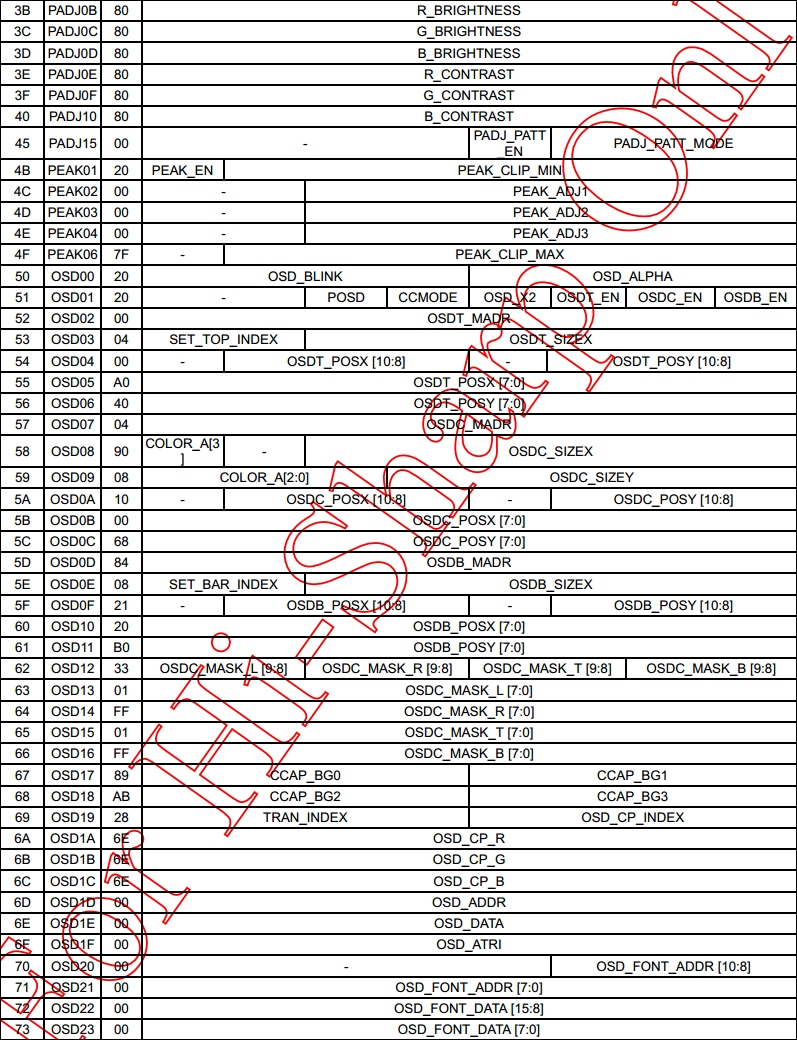 3B PADJ0B 80 R_BRIGHTNESS
3C PADJ0C 80 G_BRIGHTNESS
3D PADJ0D 80 B_BRIGHTNESS
3E PADJ0E 80 R_CONTRAST
3F PADJ0F 80 G_CONTRAST
40 PADJ10 80 B_CONTRAST
45 PADJ15 00 - PADJ_PATT_EN PADJ_PATT_MODE
4B PEAK01 20 PEAK_EN PEAK_CLIP_MIN
4C PEAK02 00 - PEAK_ADJ1
4D PEAK03 00 - PEAK_ADJ2
4E PEAK04 00 - PEAK_ADJ3
4F PEAK06 7F - PEAK_CLIP_MAX
50 OSD00 20 OSD_BLINK OSD_ALPHA
51 OSD01 20 - POSD CCMODE OSD_X2 OSDT_EN OSDC_EN OSDB_EN
52 OSD02 00 OSDT_MADR
53 OSD03 04 SET_TOP_INDEX OSDT_SIZEX
54 OSD04 00 - OSDT_POSX [10:8] - OSDT_POSY [10:8]
55 OSD05 A0 OSDT_POSX [7:0]
56 OSD06 40 OSDT_POSY [7:0]
57 OSD07 04 OSDC_MADR
58 OSD08 90 COLOR_A[3] - OSDC_SIZEX
59 OSD09 08 COLOR_A[2:0] OSDC_SIZEY
5A OSD0A 10 - OSDC_POSX [10:8] - OSDC_POSY [10:8]
5B OSD0B 00 OSDC_POSX [7:0]
5C OSD0C 68 OSDC_POSY [7:0]
5D OSD0D 84 OSDB_MADR
5E OSD0E 08 SET_BAR_INDEX OSDB_SIZEX
5F OSD0F 21 - OSDB_POSX [10:8] - OSDB_POSY [10:8]
60 OSD10 20 OSDB_POSX [7:0]
61 OSD11 B0 OSDB_POSY [7:0]
62 OSD12 33 OSDC_MASK_L [9:8] OSDC_MASK_R [9:8] OSDC_MASK_T [9:8] OSDC_MASK_B [9:8]
63 OSD13 01 OSDC_MASK_L [7:0]
64 OSD14 FF OSDC_MASK_R [7:0]
65 OSD15 01 OSDC_MASK_T [7:0]
66 OSD16 FF OSDC_MASK_B [7:0]
67 OSD17 89 CCAP_BG0 CCAP_BG1
68 OSD18 AB CCAP_BG2 CCAP_BG3
69 OSD19 28 TRAN_INDEX OSD_CP_INDEX
6A OSD1A 6E OSD_CP_R
6B OSD1B 6E OSD_CP_G
6C OSD1C 6E OSD_CP_B
6D OSD1D 00 OSD_ADDR
6E OSD1E 00 OSD_DATA
6F OSD1F 00 OSD_ATRI
70 OSD20 00 - OSD_FONT_ADDR [10:8]
71 OSD21 00 OSD_FONT_ADDR [7:0]
72 OSD22 00 OSD_FONT_DATA [15:8]
73 OSD23 00 OSD_FONT_DATA [7:0]
For Hi-Sharp